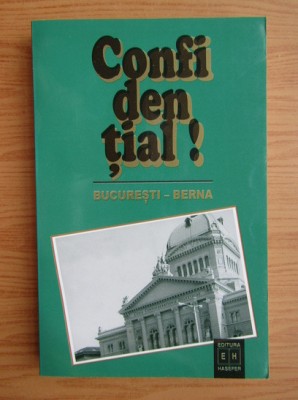 Confi
den
țial !
BUCUREȘTI – BERNA
EDITURA
E H
HASEFER